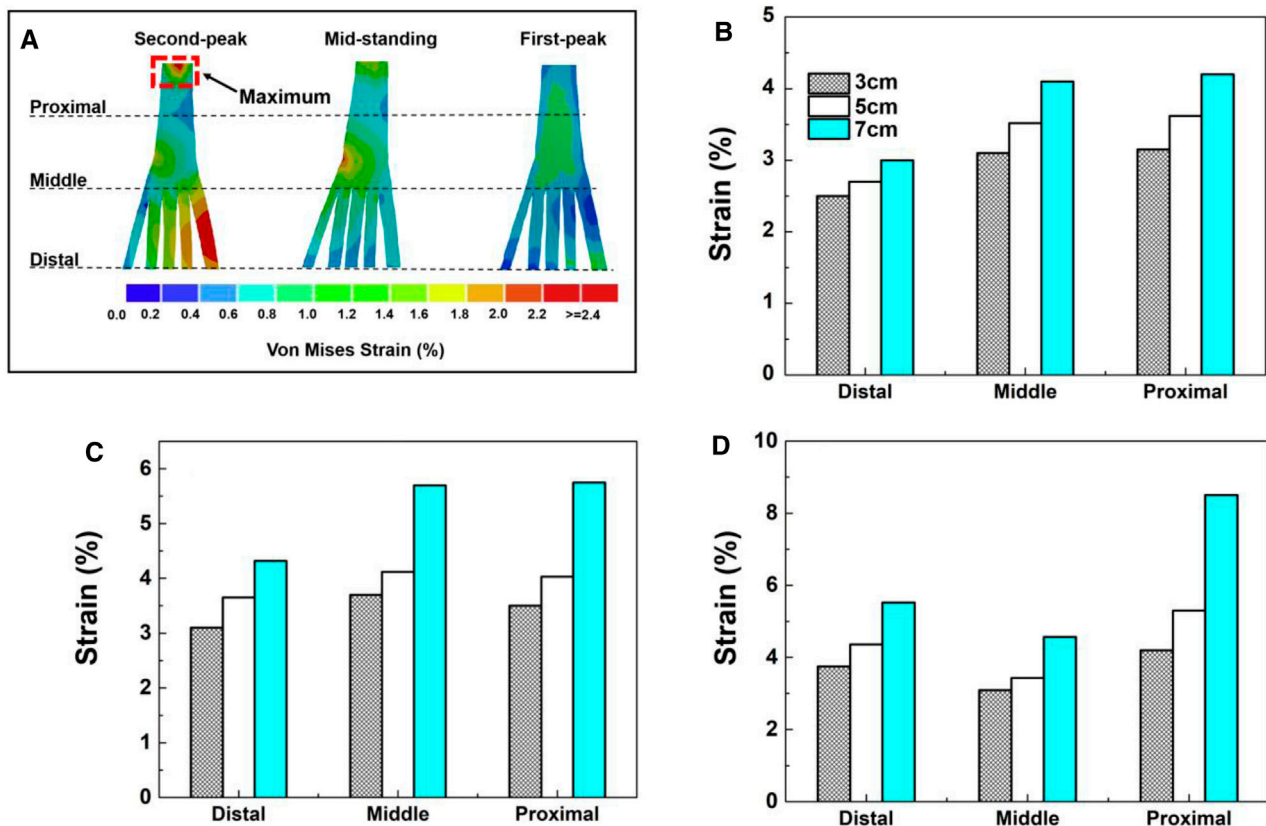 A
Second-peak Mid-standing First-peak
Maximum
Proximal
Middle
Distal
0.0 0.2 0.4 0.6 0.8 1.0 1.2 1.4 1.6 1.8 2.0 2.2 >=2.4
Von Mises Strain (%)
B
5
4
3
2
1
0
Strain (%)
3cm
5cm
7cm
Distal Middle Proximal
C
6
5
4
3
2
1
0
Strain (%)
Distal Middle Proximal
D
10
8
6
4
2
0
Strain (%)
Distal Middle Proximal